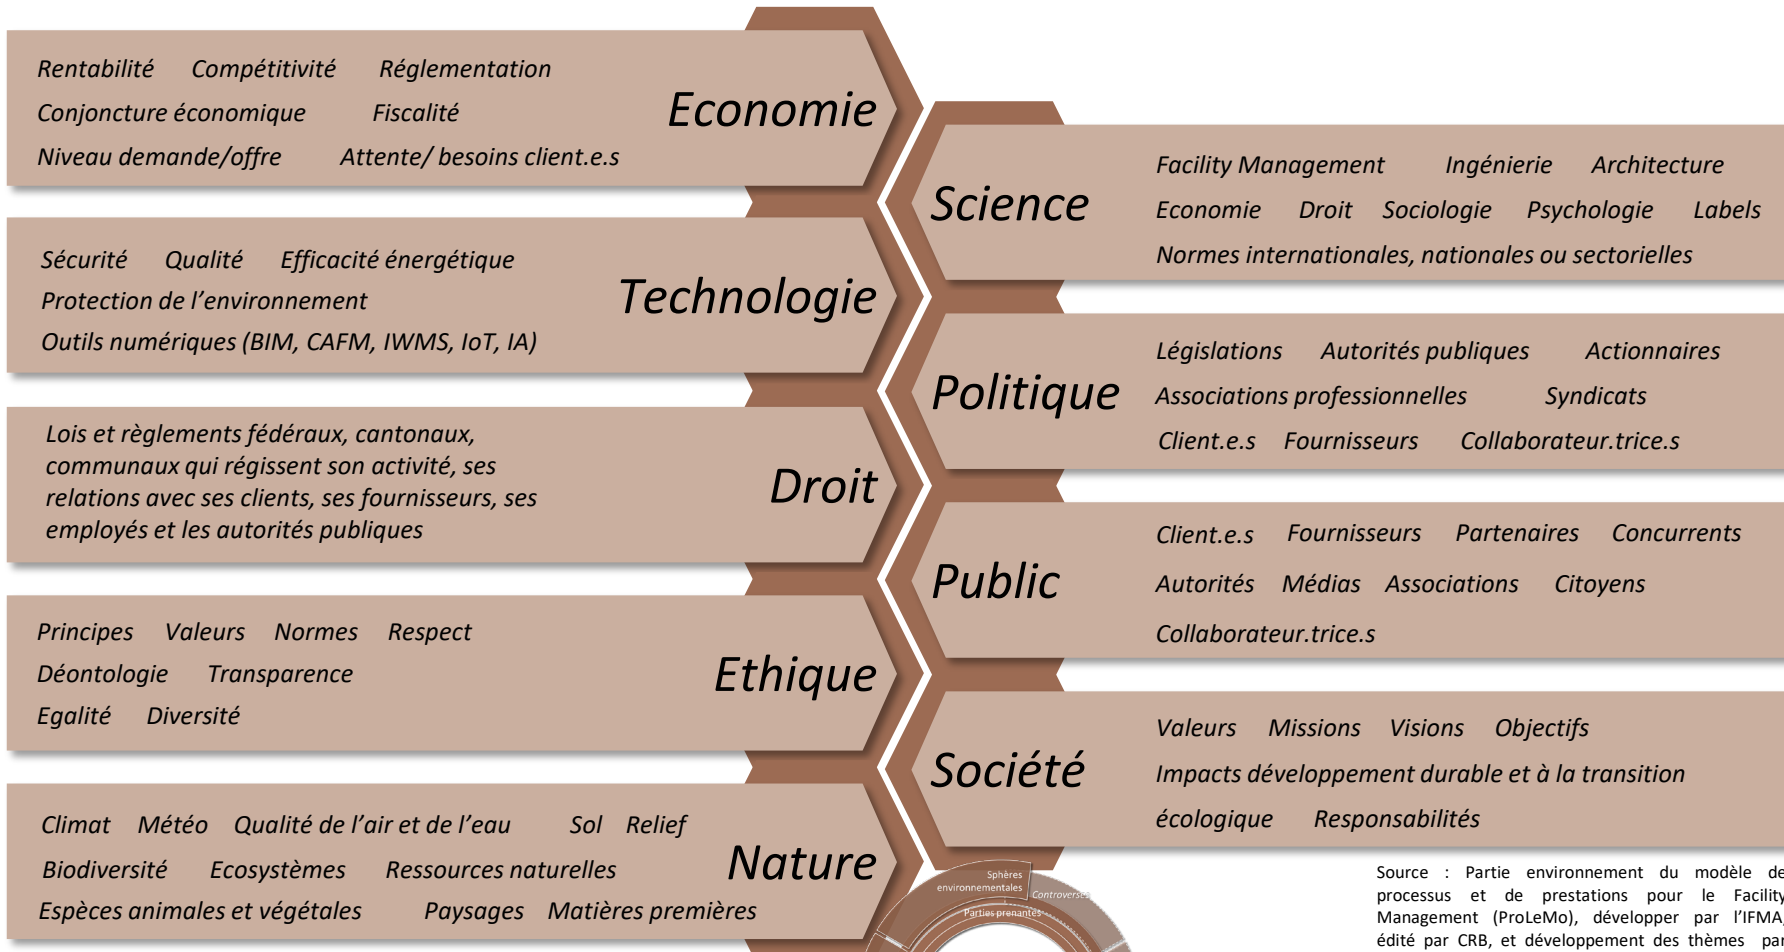 Rentabilité Compétitivité Réglementation
Conjoncture économique Fiscalité
Niveau demande/offre Attente/ besoins client.e.s
Economie
Sécurité Qualité Efficacité énergétique
Protection de l’environnement
Outils numériques (BIM, CAFM, IWMS, IoT, IA)
Technologie
Lois et règlements fédéraux, cantonaux,
communaux qui régissent son activité, ses
relations avec ses clients, ses fournisseurs, ses
employés et les autorités publiques
Droit
Principes Valeurs Normes Respect
Déontologie Transparence
Egalité Diversité
Ethique
Climat Météo Qualité de l’air et de l’eau Sol Relief
Biodiversité Ecosystèmes Ressources naturelles
Espèces animales et végétales Paysages Matières premières
Nature
Science
Facility Management Ingénierie Architecture
Economie Droit Sociologie Psychologie Labels
Normes internationales, nationales ou sectorielles
Politique
Législations Autorités publiques Actionnaires
Associations professionnelles Syndicats
Client.e.s Fournisseurs Collaborateur.trice.s
Public
Client.e.s Fournisseurs Partenaires Concurrents
Autorités Médias Associations Citoyens
Collaborateur.trice.s
Société
Valeurs Missions Visions Objectifs
Impacts développement durable et à la transition
écologique Responsabilités
Sphères
environnementales
Controverses
Parties prenantes
Source : Partie environnement du modèle de
processus et de prestations pour le Facility
Management (ProLeMo), développer par l’IFMA,
édité par CRB, et développement des thèmes par